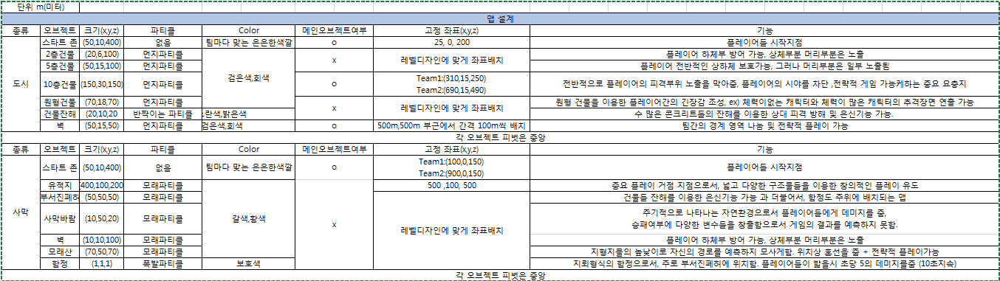 단위 m(미터)
맵 설계
종류 오브젝트 크기(x,y,z) 파티클 Color 메인오브젝트여부 고정 좌표(x,y,z) 기능
도시
스타트 존 (50,10,400) 없음 팀마다 맞는 은은한색깔 o 25, 0, 200 플레이어들 시작지점
2층건물 (20,6,100) 먼지파티클 검은색,회색 x 레벨디자인에 맞게 좌표배치 플레이어 하체부 방어 가능, 상체부분 머리부분은 노출
5층건물 (50,15,100) 먼지파티클 플레이어 전반적인 상하체 보호가능, 그러나 머리부분은 일부 노출됨
10층건물 (150,30,150) 먼지파티클 o Team1:(310,15,250)
Team2:(690,15,490)
전반적으로 플레이어의 피격부위 노출을 막아줌, 플레이어의 시야를 차단 ,전략적 게임 가능케하는 중요 요충지
원형건물 (70,18,70) 먼지파티클 x 레벨디자인에 맞게 좌표배치 원형 건물을 이용한 플레이어간의 긴장감 조성, ex) 체력이없는 캐릭터와 체력이 많은 캐릭터의 추격장면 연출 가능
건물잔해 (20,10,20 반짝이는 파티클 란색,밝은색 수 많은 콘크리트들의 잔해를 이용한 상대 피격 방해 및 은신기능 가능.
벽 (50,15,50) 먼지파티클 검은색,회색 o 500m,500m 부근에서 간격 100m씩 배치 팀간의 경계 영역 나눔 및 전략적 플레이 가능
각 오브젝트 피벗은 중앙
종류 오브젝트 크기(x,y,z) 파티클 Color 메인오브젝트여부 고정 좌표(x,y,z) 기능
사막
스타트 존 (50,10,400) 없음 팀마다 맞는 은은한색깔 o Team1:(100,0,150)
Team2:(900,0,150)
플레이어들 시작지점
유적지 400,100,200 모래파티클 갈색,황색 x 500 ,100, 500 중요 플레이 거점 지점으로서, 넓고 다양한 구조물들을 이용한 창의적인 플레이 유도
부서진폐허 (50,50,50) 모래파티클 레벨디자인에 맞게 좌표배치 건물들 잔해를 이용한 은신기능 가능 과 더불어서, 함정도 주위에 배치되는 맵
사막바람 (10,50,20) 모래파티클 주기적으로 나타나는 자연환경으로서 플레이어들에게 데미지를 줌,
승패여부에 다양한 변수들을 창출함으로서 게임의 결과를 예측하지 못함.
벽 (10,10,100) 모래파티클 플레이어 하체부 방어 가능, 상체부분 머리부분은 노출
모래산 (70,50,70) 모래파티클 지형지물의 높낮이로 자신의 경로를 예측하지 모사게함. 위치상 혼선을 줌 + 전략적 플레이가능
함정 (1,1,1) 폭발파티클 보호색 지뢰형식의 함정으로서, 주로 부서진폐허에 위치함. 플레이어들이 밟을시 초당 5의 데미지를줌 (10초지속)
각 오브젝트 피벗은 중앙